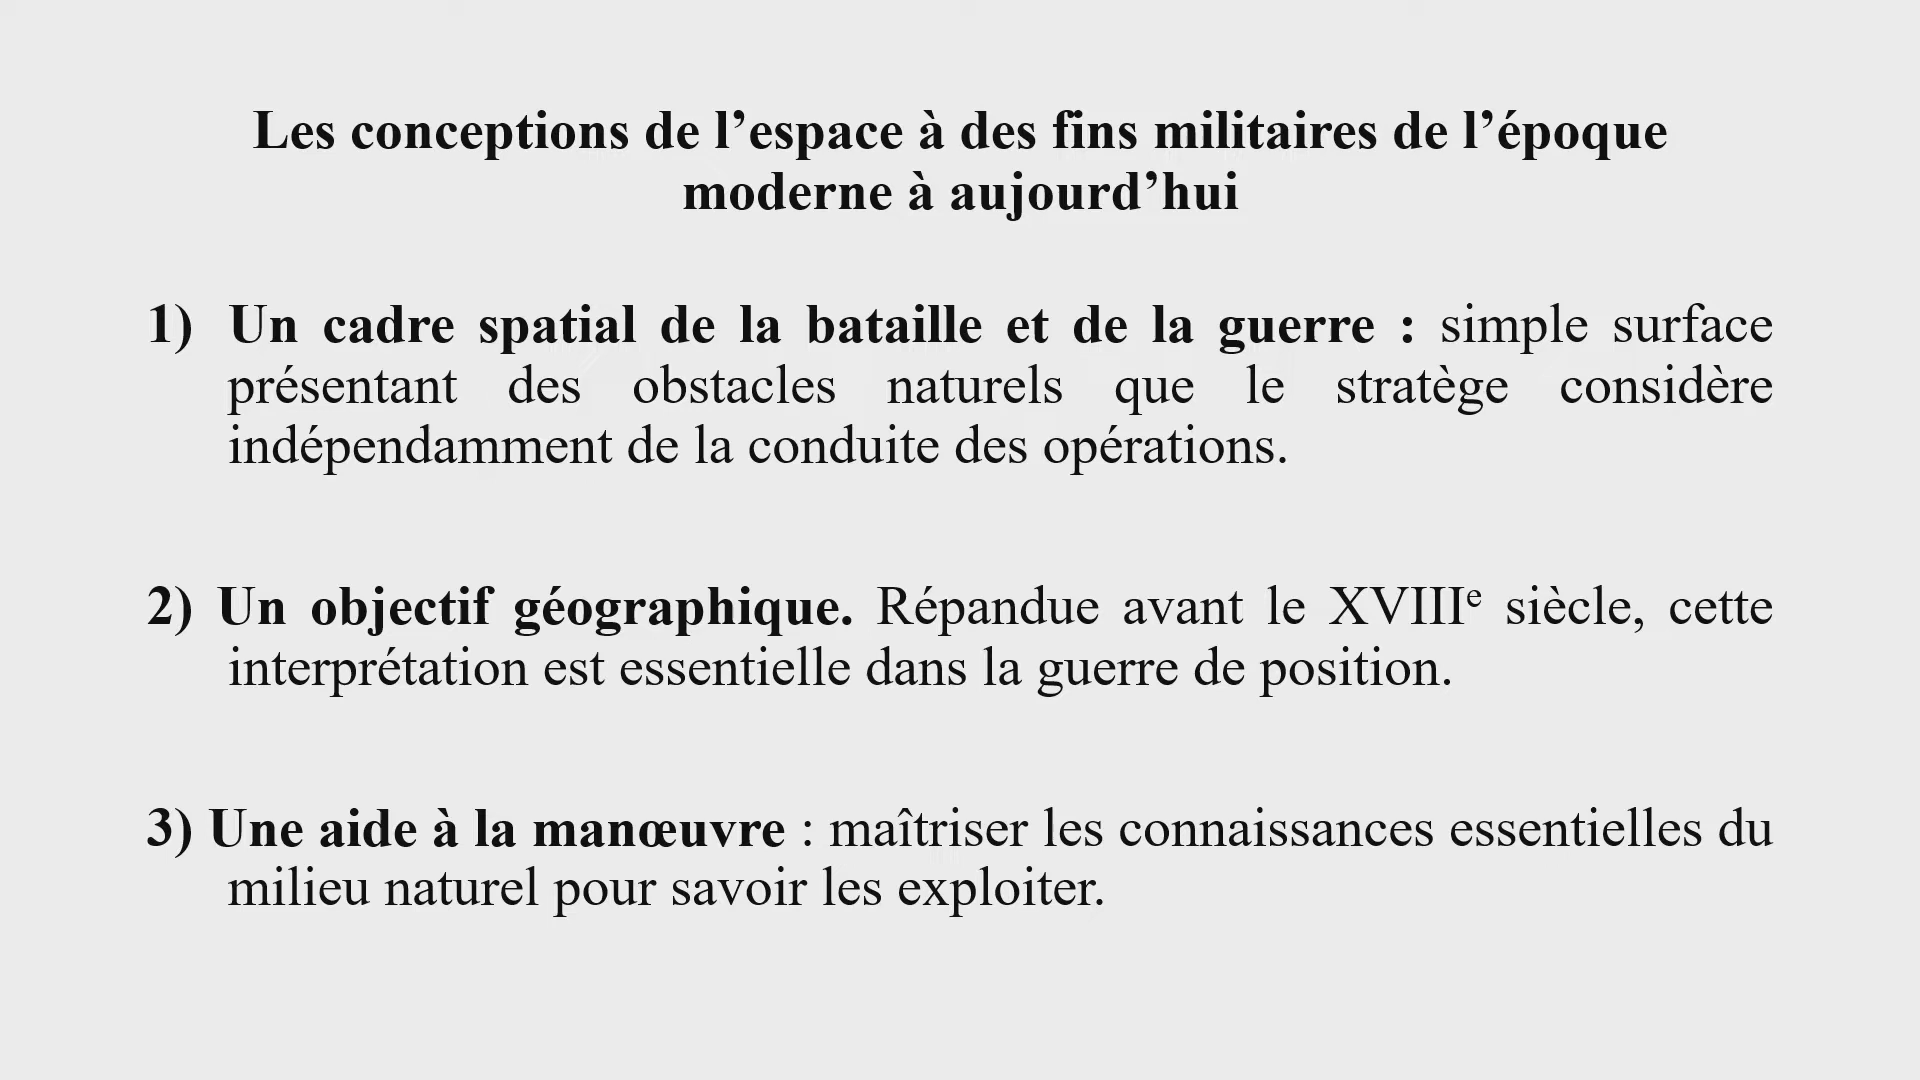 Les conceptions de l’espace à des fins militaires de l’époque
moderne à aujourd’hui
1) Un cadre spatial de la bataille et de la guerre : simple surface
présentant des obstacles naturels que le stratège considère
indépendamment de la conduite des opérations.
2) Un objectif géographique. Répandue avant le XVIIIᵉ siècle, cette
interprétation est essentielle dans la guerre de position.
3) Une aide à la manœuvre : maîtriser les connaissances essentielles du
milieu naturel pour savoir les exploiter.